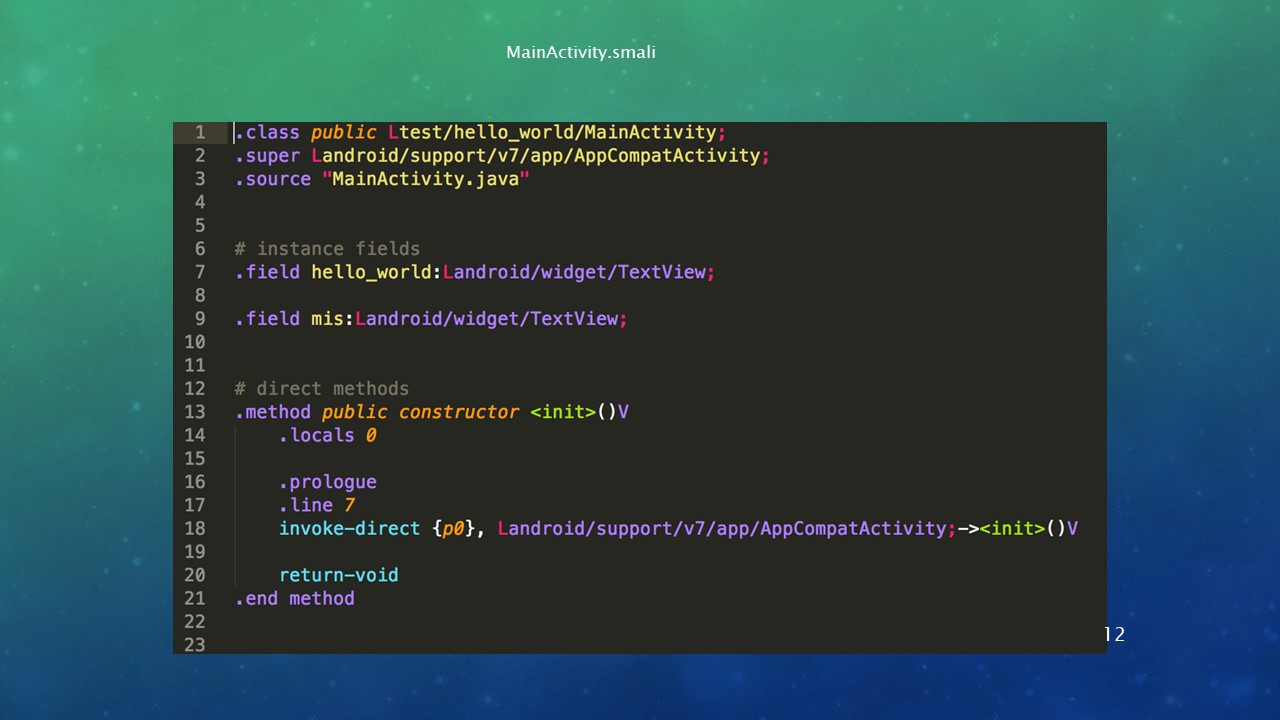 MainActivity.smali
1 .class public Ltest/hello_world/MainActivity;
2 .super Landroid/support/v7/app/AppCompatActivity;
3 .source "MainActivity.java"
4
5
6 # instance fields
7 .field hello_world:Landroid/widget/TextView;
8
9 .field mis:Landroid/widget/TextView;
10
11
12 # direct methods
13 .method public constructor <init>()V
14     .locals 0
15
16     .prologue
17     .line 7
18     invoke-direct {p0}, Landroid/support/v7/app/AppCompatActivity;-><init>()V
19
20     return-void
21 .end method
22
23
12